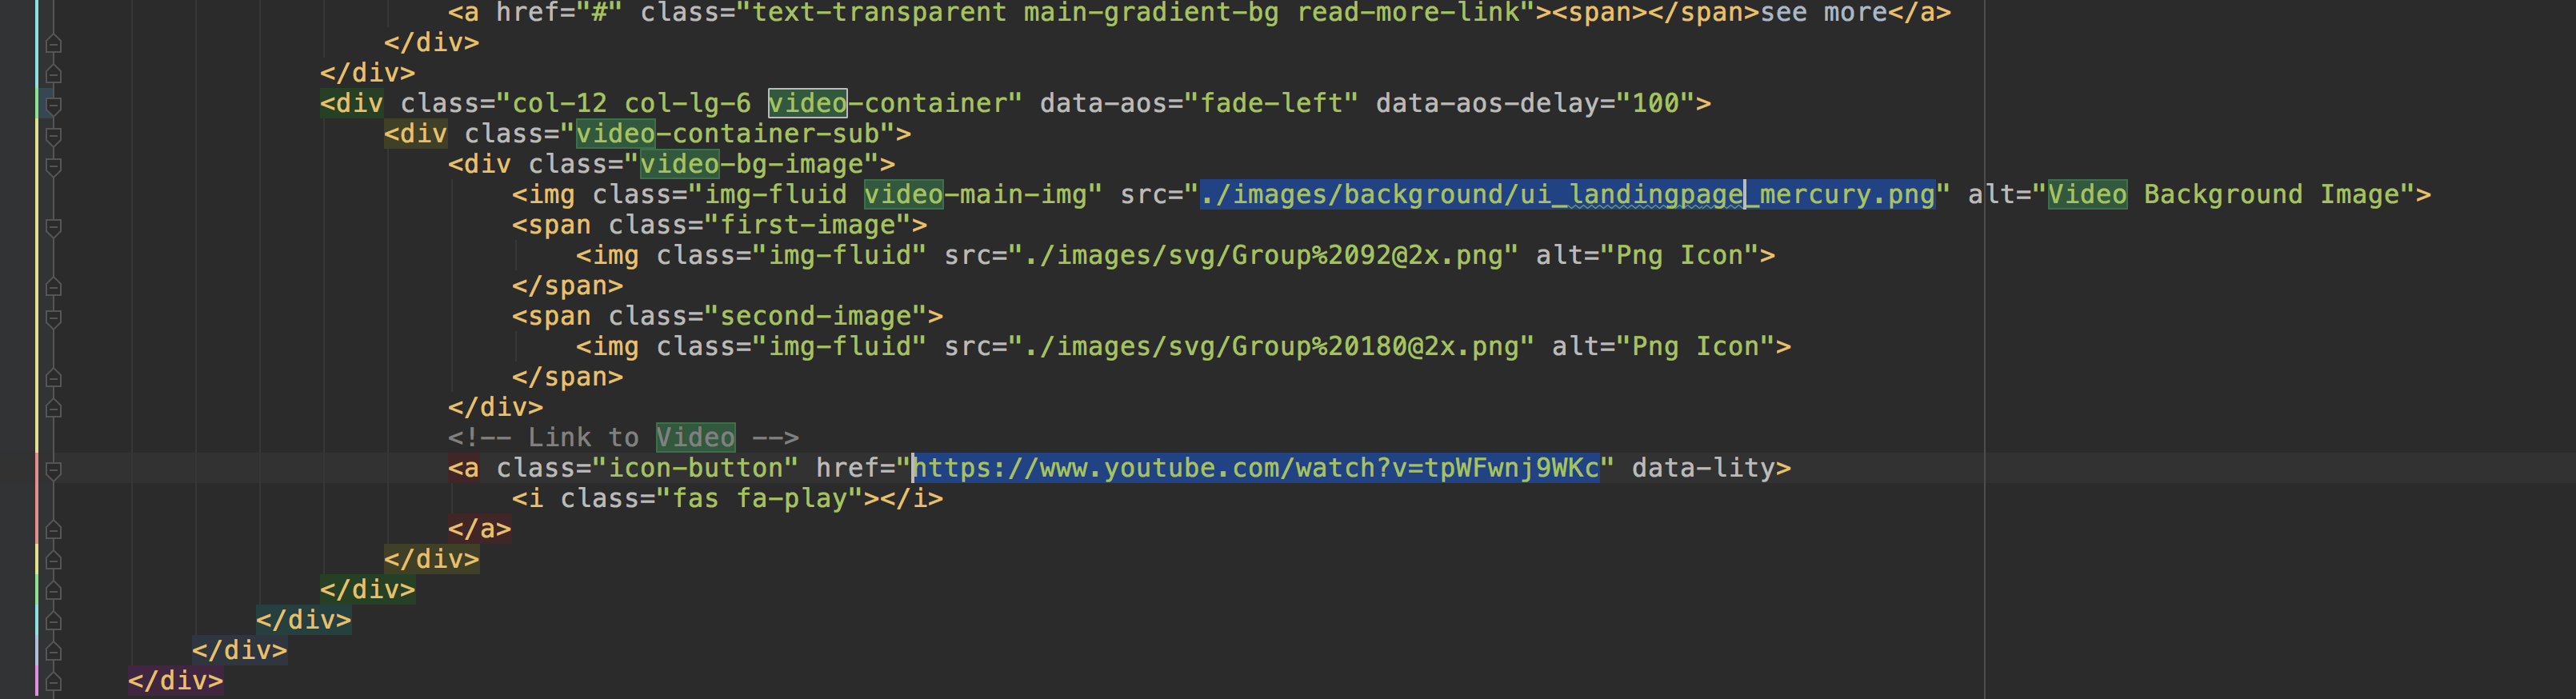 <a href="#" class="text-transparent main-gradient-bg read-more-link"><span></span>see more</a>
</div>
</div>
<div class="col-12 col-lg-6 video-container" data-aos="fade-left" data-aos-delay="100">
<div class="video-container-sub">
<div class="video-bg-image">
<img class="img-fluid video-main-img" src="./images/background/ui_landingpage_mercury.png" alt="Video Background Image">
<span class="first-image">
<img class="img-fluid" src="./images/svg/Group%2092@2x.png" alt="Png Icon">
</span>
<span class="second-image">
<img class="img-fluid" src="./images/svg/Group%20180@2x.png" alt="Png Icon">
</span>
</div>
<!-- Link to Video -->
<a class="icon-button" href="https://www.youtube.com/watch?v=tpWFwnj9WKc" data-lity>
<i class="fas fa-play"></i>
</a>
</div>
</div>
</div>
</div>
</div>